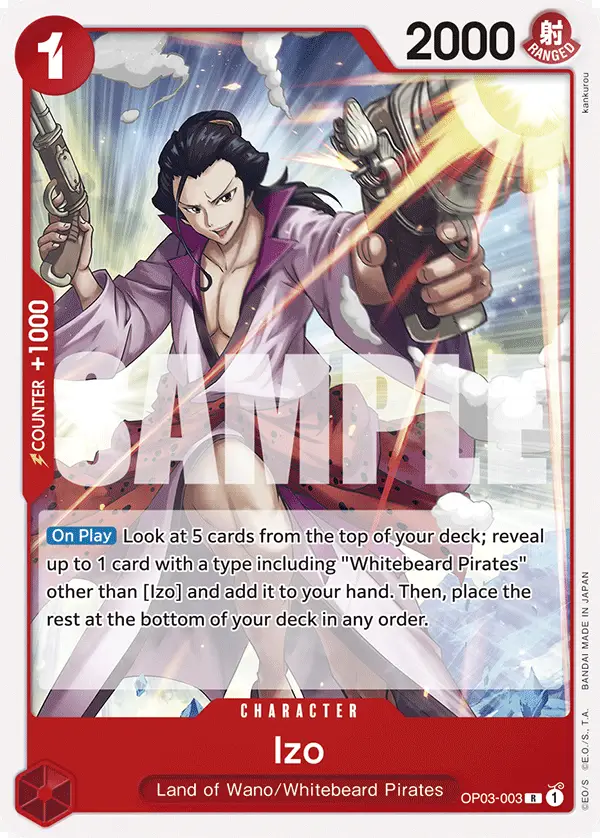 1
2000
射
RANGED
kankurou
COUNTER +1000
SAMPLE
On Play Look at 5 cards from the top of your deck; reveal
up to 1 card with a type including "Whitebeard Pirates"
other than [Izo] and add it to your hand. Then, place the
rest at the bottom of your deck in any order.
CHARACTER
Izo
Land of Wano/Whitebeard Pirates
OP03-003 R 1
©E.O/S ©E.O./S., T.A. BANDAI MADE IN JAPAN